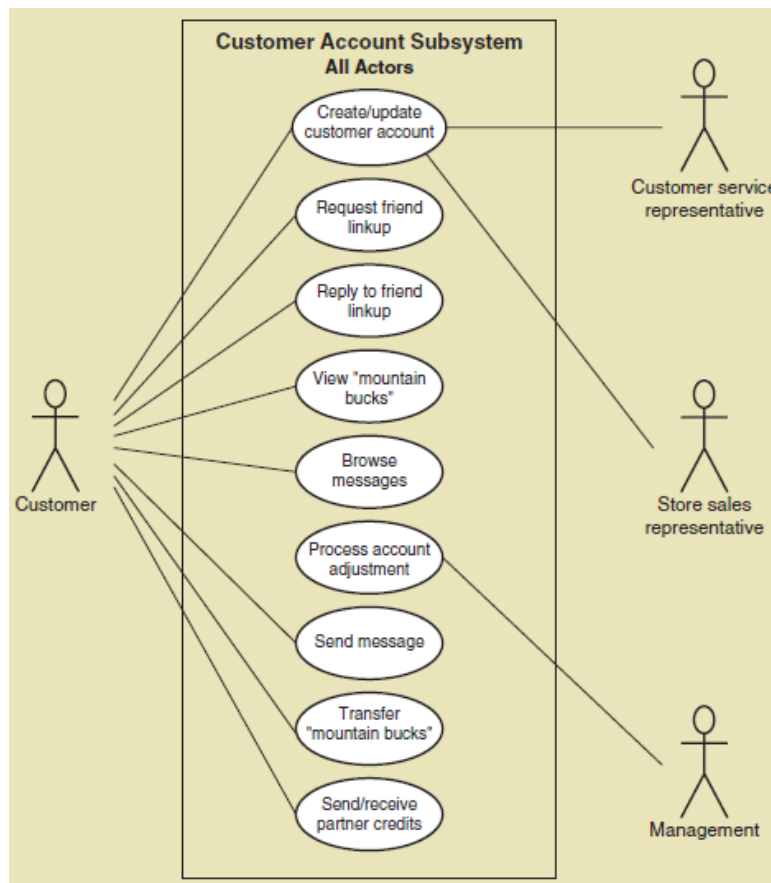 Customer Account Subsystem
All Actors
Create/update
customer account
Customer service
representative
Request friend
linkup
Reply to friend
linkup
View "mountain
bucks"
Customer
Browse
messages
Store sales
representative
Process account
adjustment
Send message
Transfer
"mountain bucks"
Send/receive
partner credits
Management